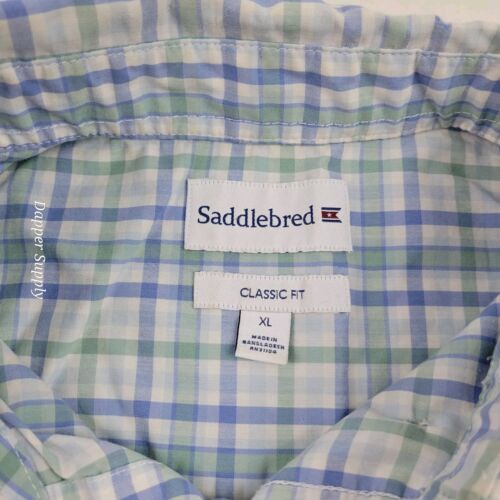 Saddlebred
CLASSIC FIT
XL
MADE IN
BANGLADESH
Dapper Supply